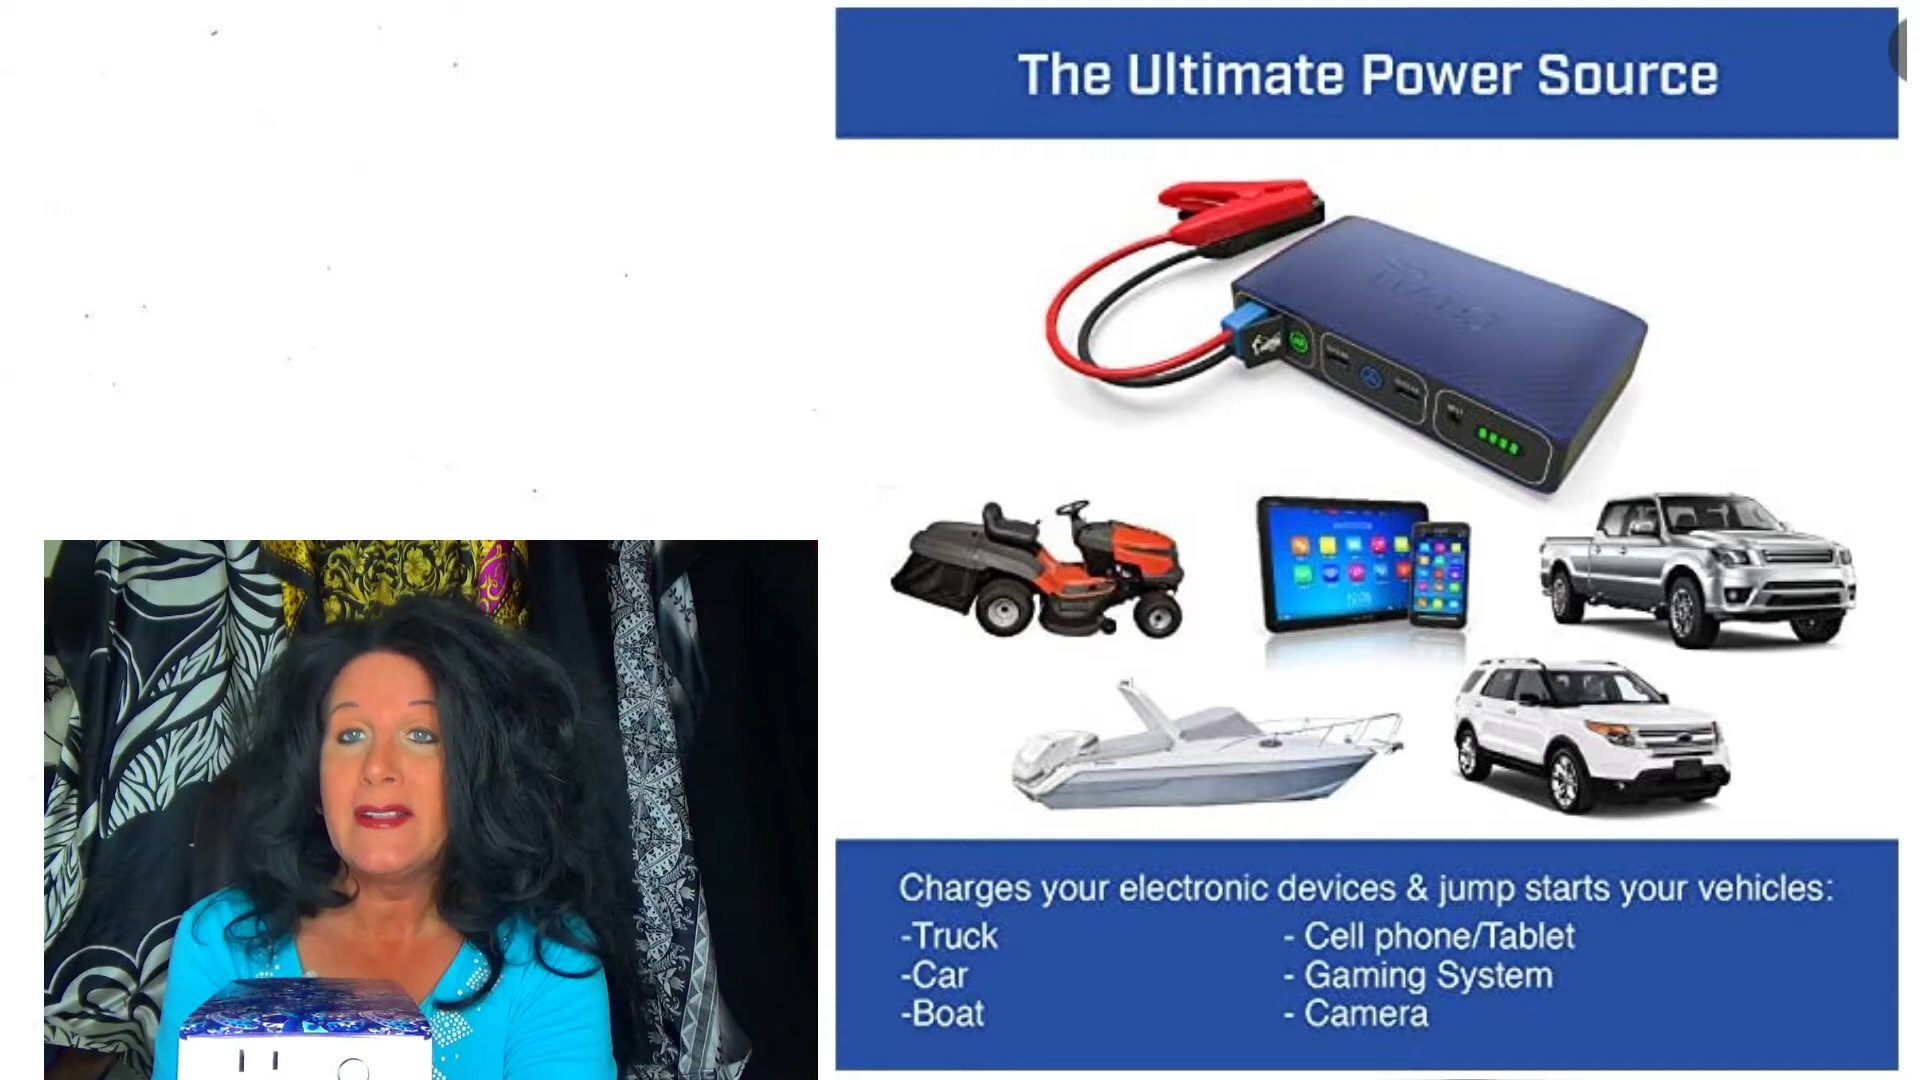 The Ultimate Power Source
Charges your electronic devices & jump starts your vehicles:
-Truck
-Car
-Boat
- Cell phone/Tablet
- Gaming System
- Camera